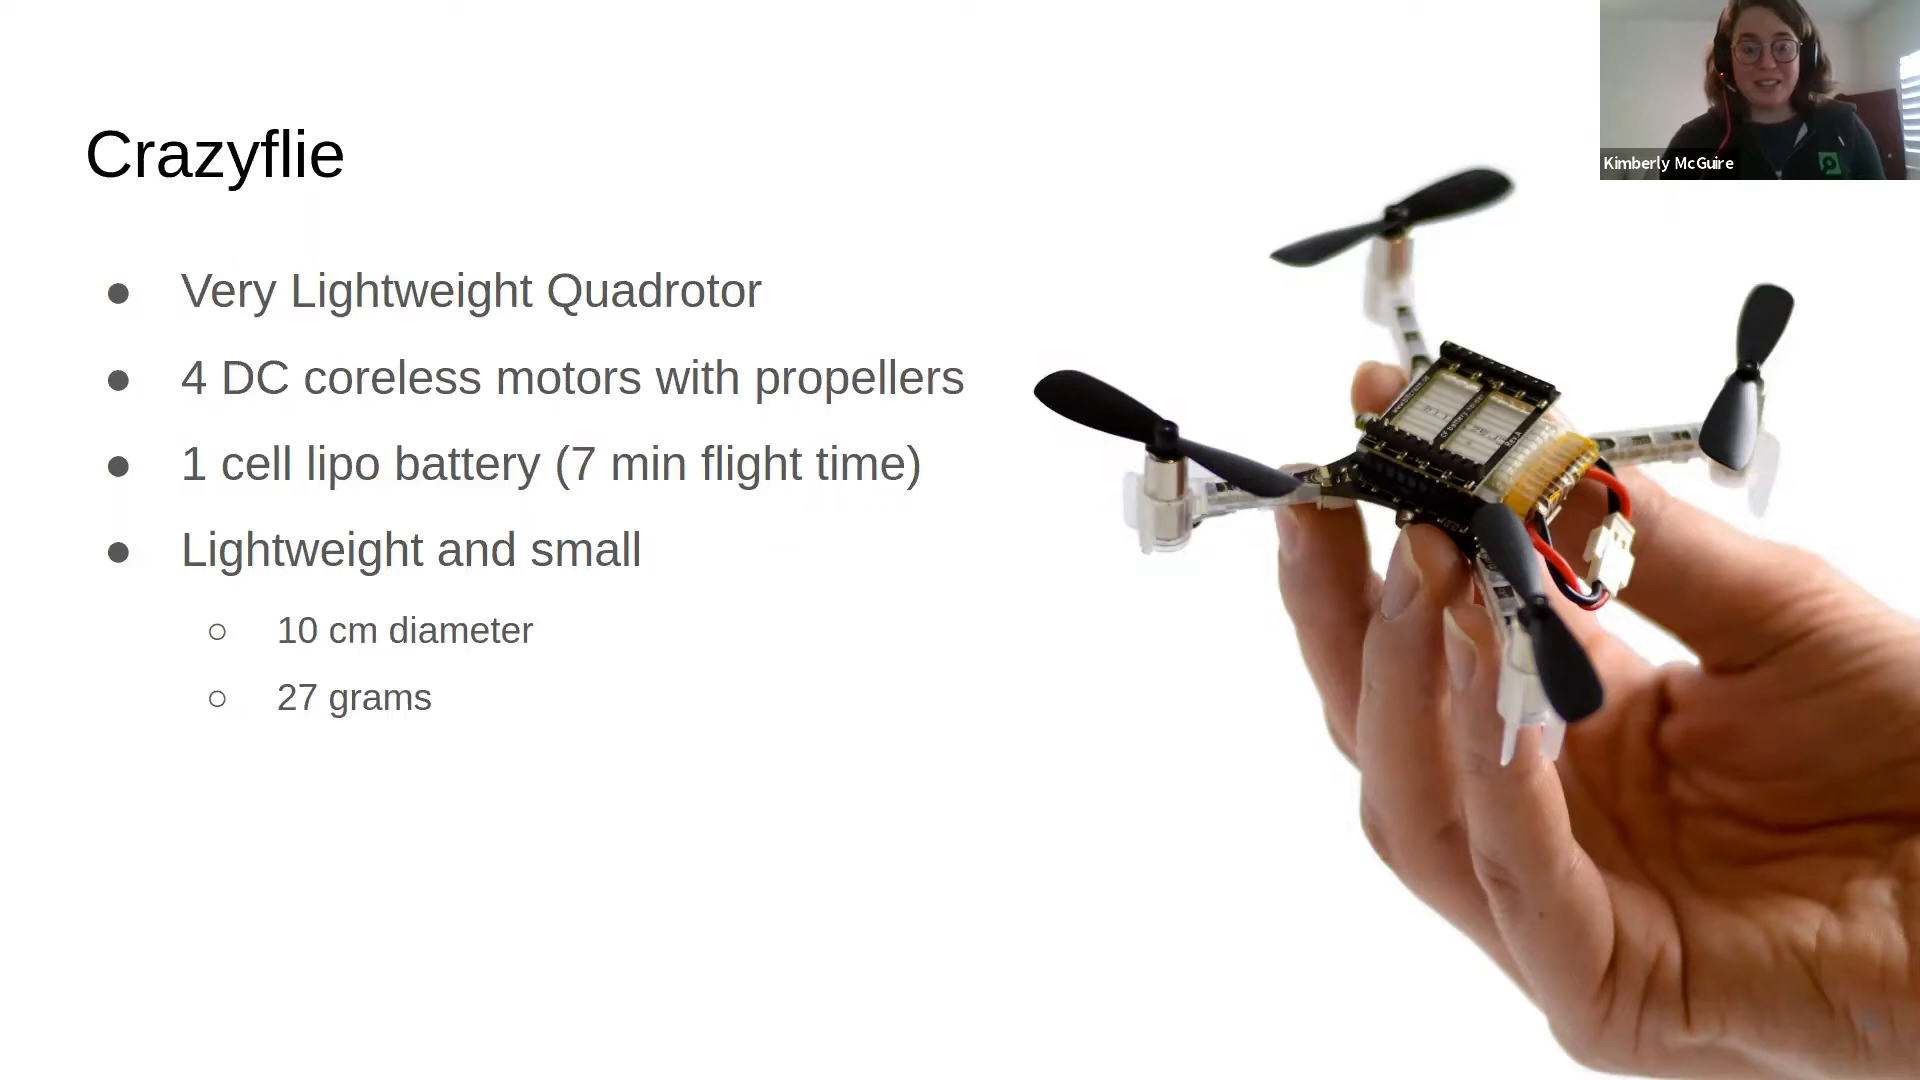 Crazyflie
● Very Lightweight Quadrotor
● 4 DC coreless motors with propellers
● 1 cell lipo battery (7 min flight time)
● Lightweight and small
○ 10 cm diameter
○ 27 grams
Kimberly McGuire